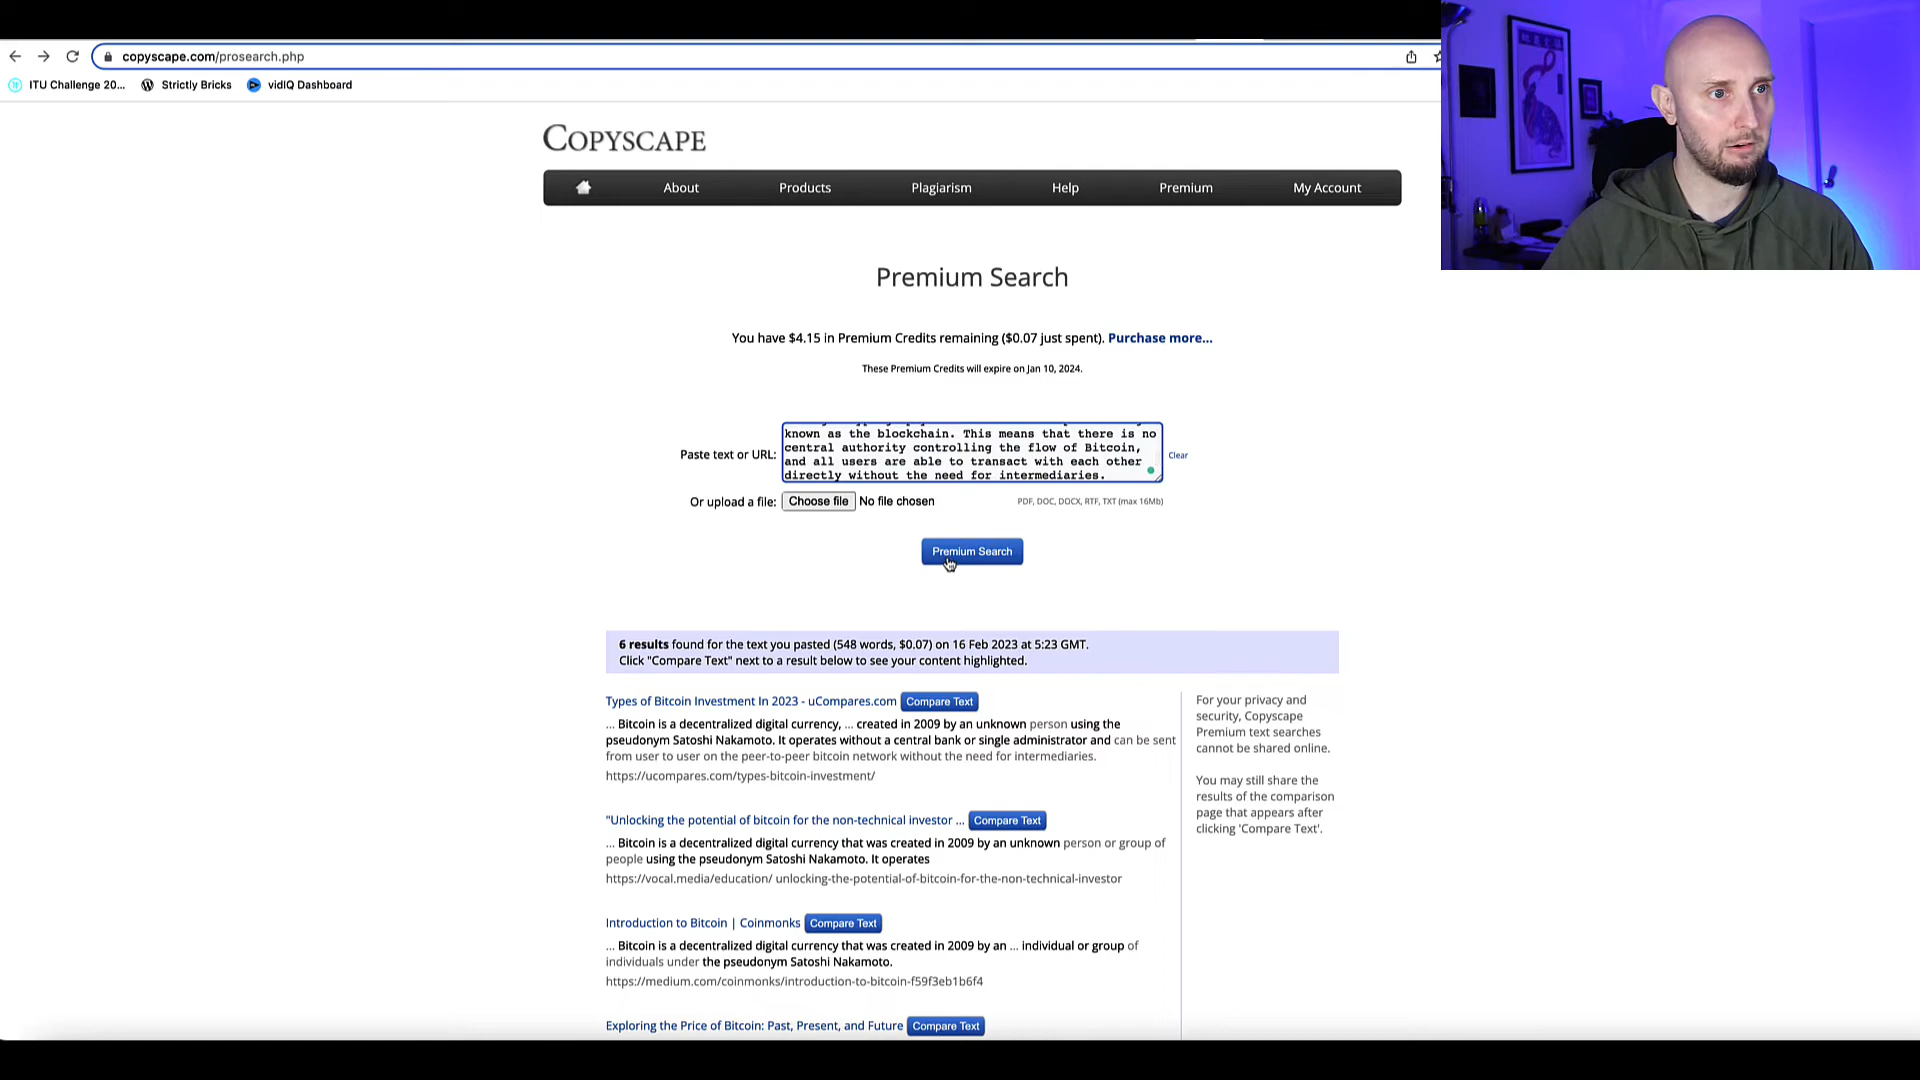 copyscape.com/prosearch.php
ITU Challenge 20... Strictly Bricks vidIQ Dashboard
COPYSCAPE
About Products Plagiarism Help Premium My Account
Premium Search
You have $4.15 in Premium Credits remaining ($0.07 just spent). Purchase more...
These Premium Credits will expire on Jan 10, 2024.
Paste text or URL:
known as the blockchain. This means that there is no
central authority controlling the flow of Bitcoin,
and all users are able to transact with each other
directly without the need for intermediaries.
Clear
Or upload a file: Choose file No file chosen PDF, DOC, DOCX, RTF, TXT (max 16Mb)
Premium Search
6 results found for the text you pasted (548 words, $0.07) on 16 Feb 2023 at 5:23 GMT.
Click "Compare Text" next to a result below to see your content highlighted.
Types of Bitcoin Investment In 2023 - uCompares.com Compare Text
... Bitcoin is a decentralized digital currency, ... created in 2009 by an unknown person using the
pseudonym Satoshi Nakamoto. It operates without a central bank or single administrator and can be sent
from user to user on the peer-to-peer bitcoin network without the need for intermediaries.
https://ucompares.com/types-bitcoin-investment/
"Unlocking the potential of bitcoin for the non-technical investor ... Compare Text
... Bitcoin is a decentralized digital currency that was created in 2009 by an unknown person or group of
people using the pseudonym Satoshi Nakamoto. It operates
https://vocal.media/education/ unlocking-the-potential-of-bitcoin-for-the-non-technical-investor
Introduction to Bitcoin | Coinmonks Compare Text
... Bitcoin is a decentralized digital currency that was created in 2009 by an ... individual or group of
individuals under the pseudonym Satoshi Nakamoto.
https://medium.com/coinmonks/introduction-to-bitcoin-f59f3eb1b6f4
Exploring the Price of Bitcoin: Past, Present, and Future Compare Text
For your privacy and
security, Copyscape
Premium text searches
cannot be shared online.
You may still share the
results of the comparison
page that appears after
clicking 'Compare Text'.